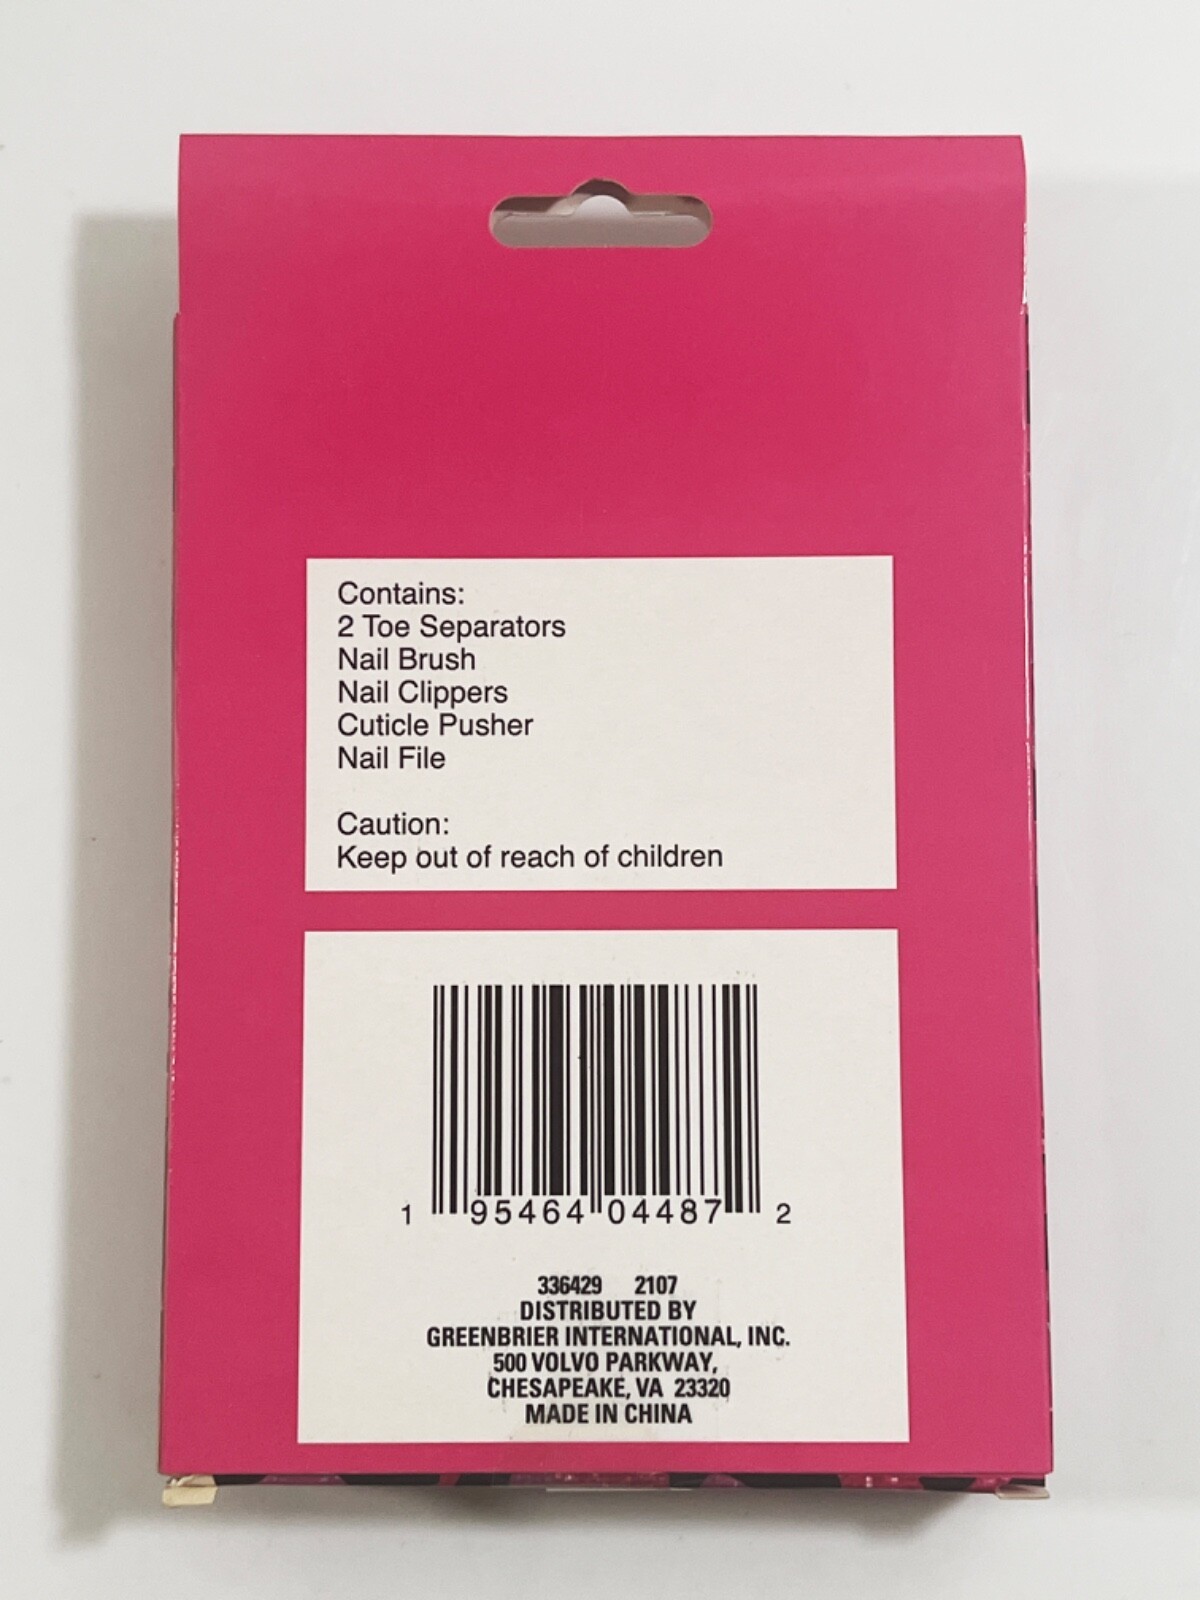 Contains:
2 Toe Separators
Nail Brush
Nail Clippers
Cuticle Pusher
Nail File
Caution:
Keep out of reach of children
1 95464 04487 2
336429 2107
DISTRIBUTED BY
GREENBRIER INTERNATIONAL, INC.
500 VOLVO PARKWAY,
CHESAPEAKE, VA 23320
MADE IN CHINA